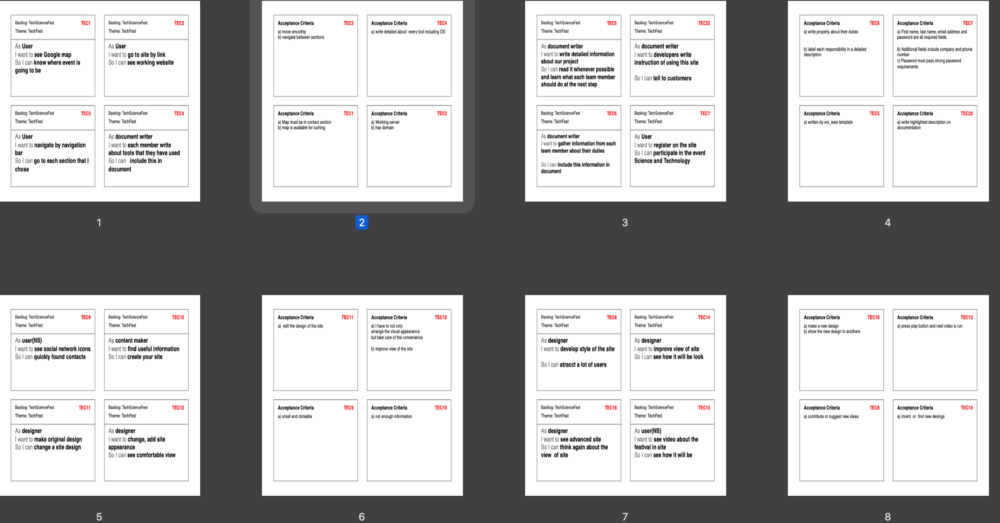 Backlog: TechScienceFest TEC1
Theme: TechFest
As User
I want to see Google map
So I can know where event is
going to be
Backlog: TechScienceFest TEC2
Theme: TechFest
As User
I want to go to site by link
So I can see working website
Backlog: TechScienceFest TEC3
Theme: TechFest
As User
I want to navigate by navigation
bar
So I can go to each section that I
chose
Backlog: TechScienceFest TEC4
Theme: TechFest
As document writer
I want to each member write
about tools that they have used
So I can include this in
document
1
Acceptance Criteria TEC3
a) move smoothly
b) navigate between sections
Acceptance Criteria TEC4
a) write detailed about every tool including OS
Acceptance Criteria TEC1
a) Map must be in contact section
b) map is available for tuching
Acceptance Criteria TEC2
a) Working server
b) has domain
2
Backlog: TechScienceFest TEC5
Theme: TechFest
As document writer
I want to write detailed information
about our project
So I can read it whenever possible
and learn what each team member
should do at the next step
Backlog: TechScienceFest TEC22
Theme: TechFest
As document writer
I want to developers write
instruction of using this site
So I can tell to customers
Backlog: TechScienceFest TEC6
Theme: TechFest
As document writer
I want to gather information from each
team member about their duties
So I can include this information in
document
Backlog: TechScienceFest TEC7
Theme: TechFest
As User
I want to register on the site
So I can participate in the event
Science and Technology
3
Acceptance Criteria TEC6
a) write properly about their duties
b) label each responsibility in a detailed
description
Acceptance Criteria TEC7
a) First name, last name, email address and
password are all required fields
b) Additional fields include company and phone
number
c) Password must pass strong password
requirements
Acceptance Criteria TEC5
a) written by srs_ieee template
Acceptance Criteria TEC22
a) write highlighted description on
documentation
4
Backlog: TechScienceFest TEC9
Theme: TechFest
As user(NS)
I want to see social network icons
So I can quickly found contacts
Backlog: TechScienceFest TEC10
Theme: TechFest
As content maker
I want to find useful information
So I can create your site
Backlog: TechScienceFest TEC11
Theme: TechFest
As designer
I want to make original design
So I can change a site design
Backlog: TechScienceFest TEC12
Theme: TechFest
As designer
I want to change, add site
appearance
So I can see comfortable view
5
Acceptance Criteria TEC11
a) edit the design of the site
Acceptance Criteria TEC12
a) I have to not only
arrange the visual appearance
but take care of the convenience
b) improve view of the site
Acceptance Criteria TEC9
a) small and clickable
Acceptance Criteria TEC10
a) not enough information
6
Backlog: TechScienceFest TEC8
Theme: TechFest
As designer
I want to develop style of the site
So I can atracct a lot of users
Backlog: TechScienceFest TEC14
Theme: TechFest
As designer
I want to improve view of site
So I can see how it will be look
Backlog: TechScienceFest TEC18
Theme: TechFest
As designer
I want to see advanced site
So I can think again about the
view of site
Backlog: TechScienceFest TEC13
Theme: TechFest
As user(NS)
I want to see video about the
festival in site
So I can see how it will be
7
Acceptance Criteria TEC18
a) make a new design
b) show the new design to anothers
Acceptance Criteria TEC13
a) press play button and next video is run
Acceptance Criteria TEC8
a) contribute or suggest new ideas
Acceptance Criteria TEC14
a) invent or find new desings
8